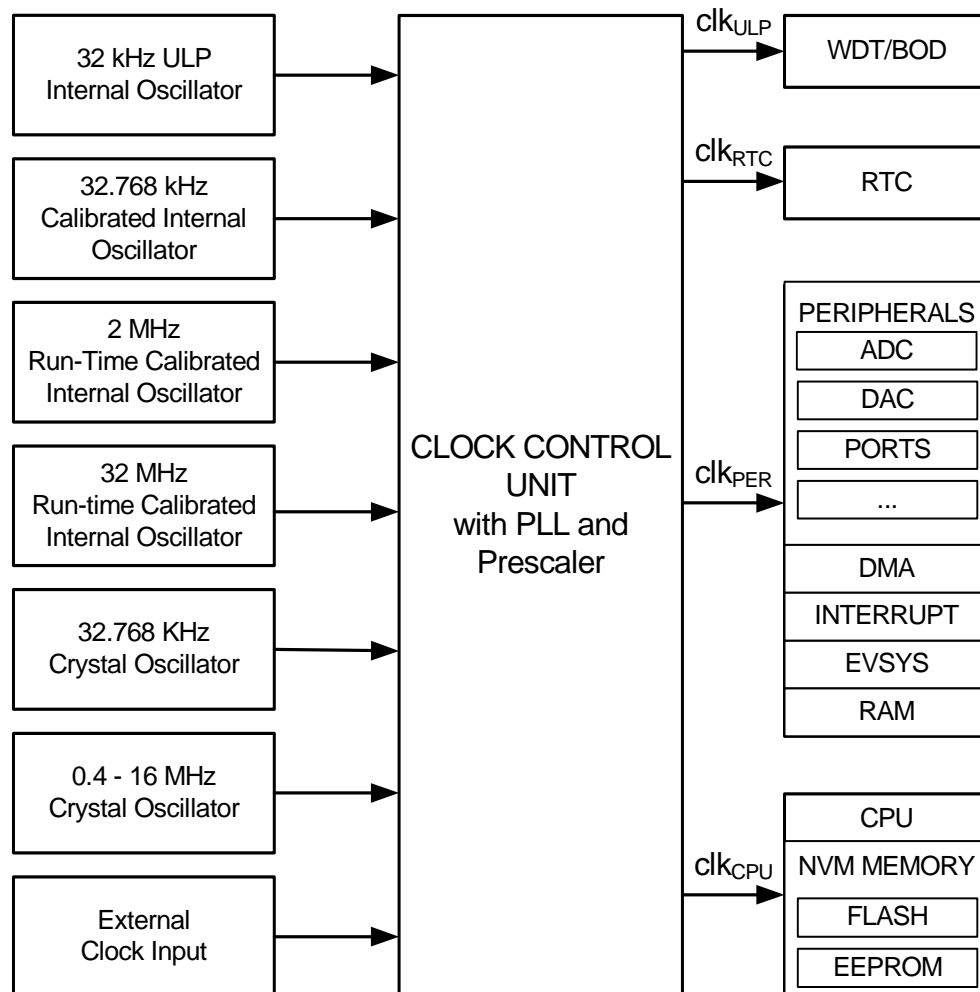 32 kHz ULP
Internal Oscillator
32.768 kHz
Calibrated Internal
Oscillator
2 MHz
Run-Time Calibrated
Internal Oscillator
32 MHz
Run-time Calibrated
Internal Oscillator
32.768 KHz
Crystal Oscillator
0.4 - 16 MHz
Crystal Oscillator
External
Clock Input
CLOCK CONTROL
UNIT
with PLL and
Prescaler
clkULP
WDT/BOD
clkRTC
RTC
clkPER
PERIPHERALS
ADC
DAC
PORTS
...
DMA
INTERRUPT
EVSYS
RAM
clkCPU
CPU
NVM MEMORY
FLASH
EEPROM